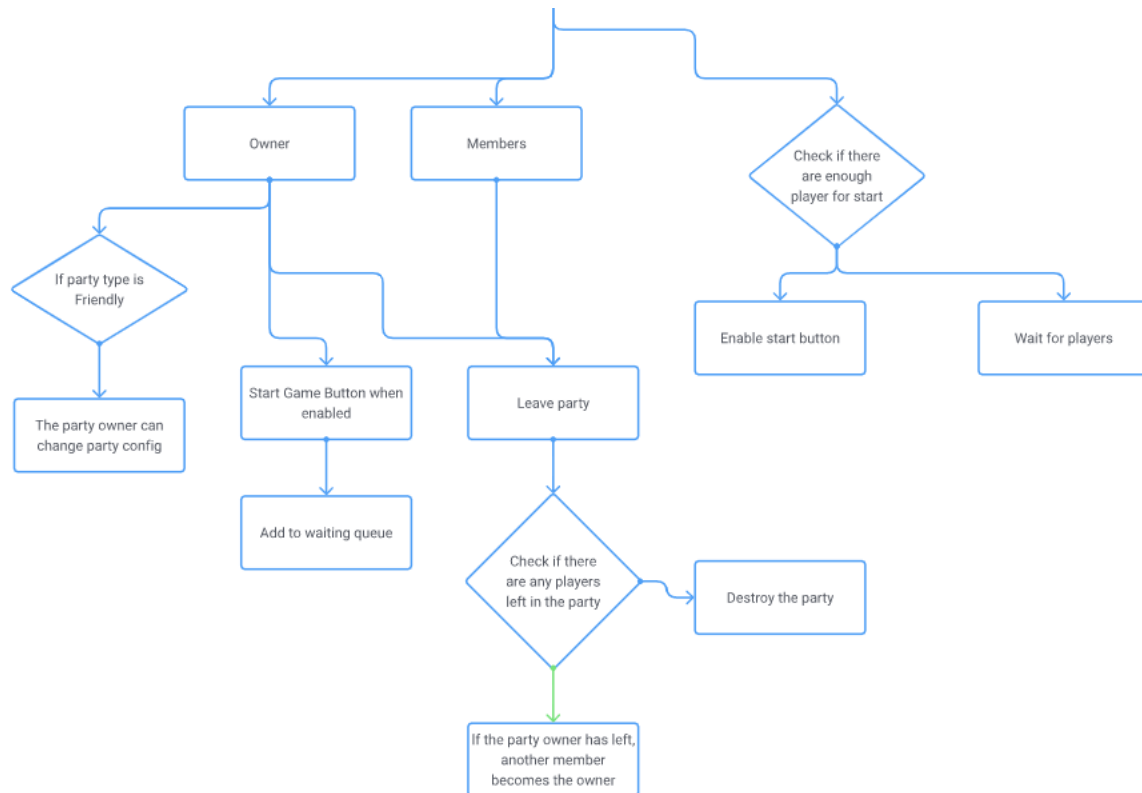 Owner
Members
Check if there
are enough
player for start
If party type is
Friendly
Enable start button
Wait for players
Start Game Button when
enabled
Leave party
The party owner can
change party config
Add to waiting queue
Check if there
are any players
left in the party
Destroy the party
If the party owner has left,
another member
becomes the owner